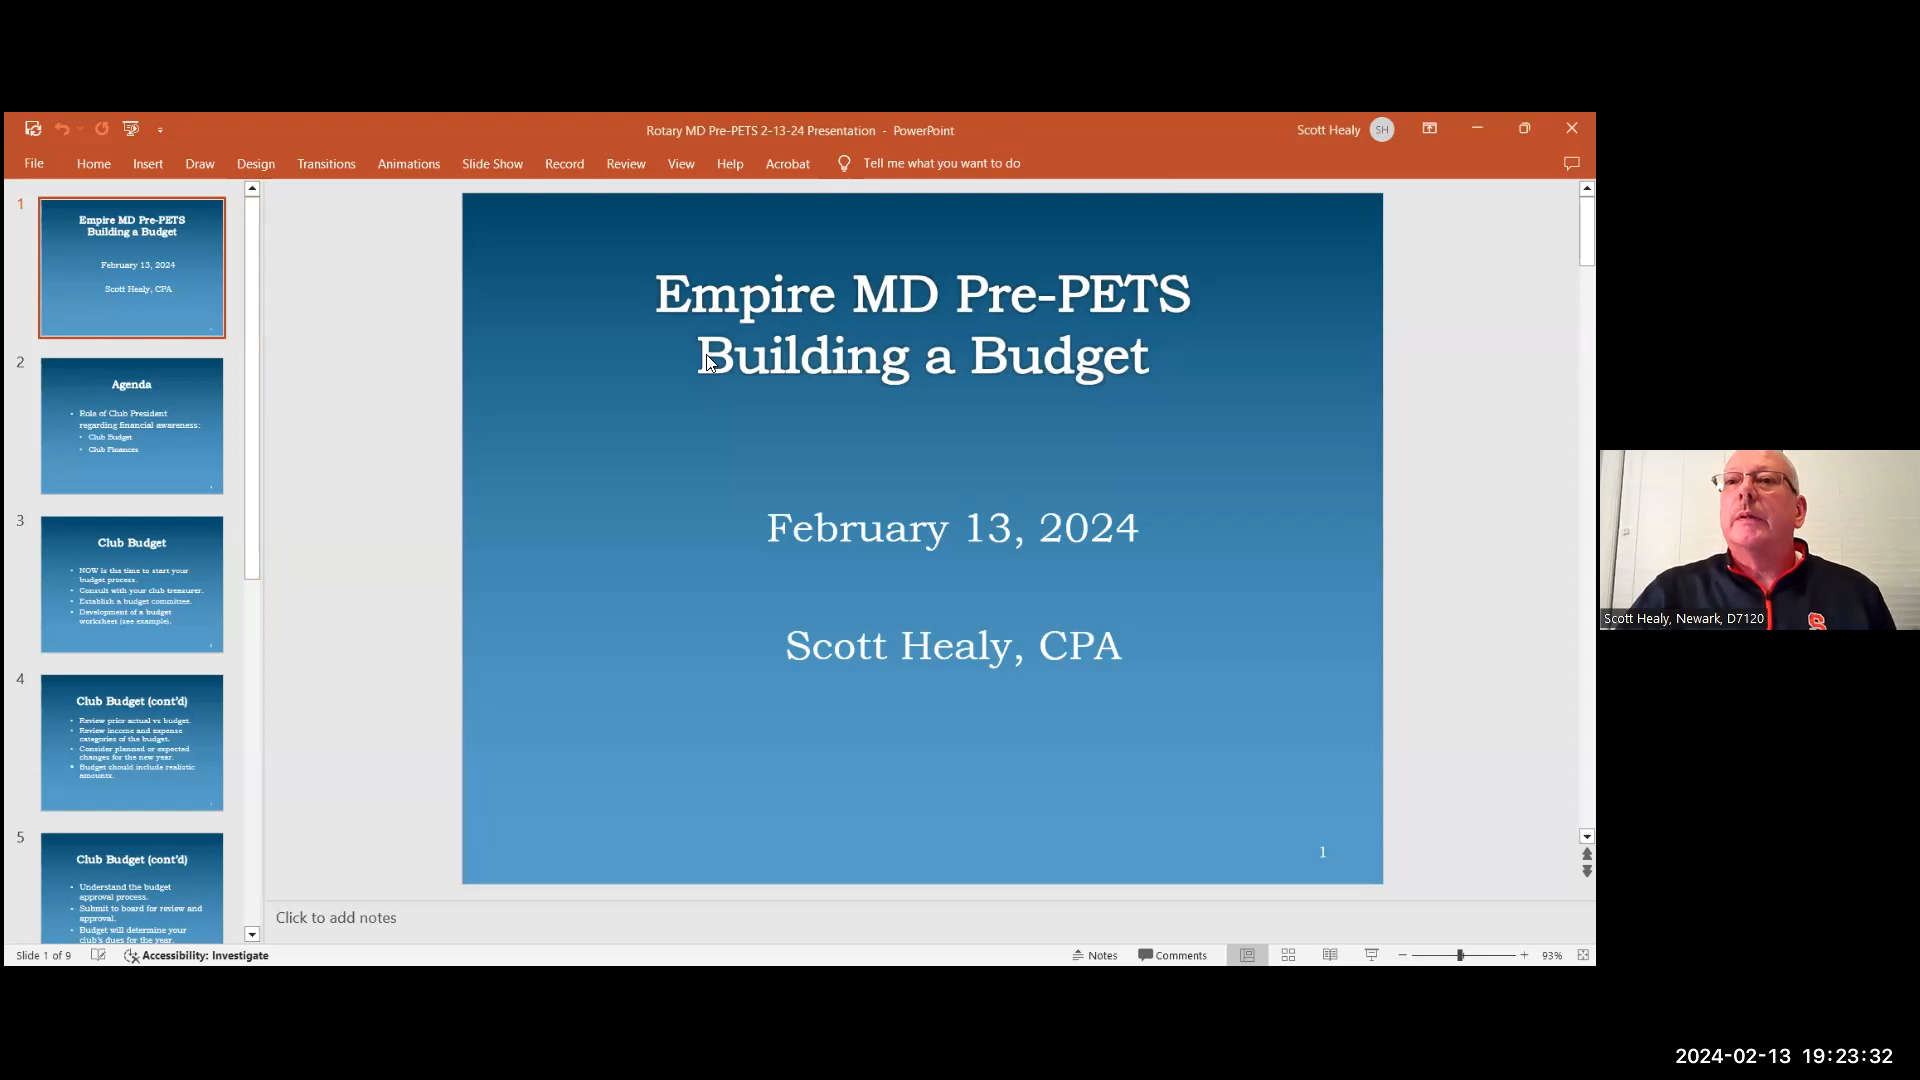 Rotary MD Pre-PETS 2-13-24 Presentation - PowerPoint
Scott Healy SH
File Home Insert Draw Design Transitions Animations Slide Show Record Review View Help Acrobat Tell me what you want to do
1
Empire MD Pre-PETS
Building a Budget
February 13, 2024
Scott Healy, CPA
2
Agenda
• Role of Club President
regarding financial awareness:
• Club Budget
• Club Finances
3
Club Budget
• NOW is the time to start your
budget process.
• Consult with your club treasurer.
• Establish a budget committee.
• Development of a budget
worksheet (see example).
4
Club Budget (cont'd)
• Review prior actual vs budget.
• Review income and expense
categories of the budget.
• Consider planned or expected
changes for the new year.
• Budget should include realistic
amounts.
5
Club Budget (cont'd)
• Understand the budget
approval process.
• Submit to board for review and
approval.
• Budget will determine your
club's dues for the year.
Empire MD Pre-PETS
Building a Budget
February 13, 2024
Scott Healy, CPA
1
Click to add notes
Slide 1 of 9 Accessibility: Investigate Notes Comments 93%
S
Scott Healy, Newark, D7120
2024-02-13 19:23:32